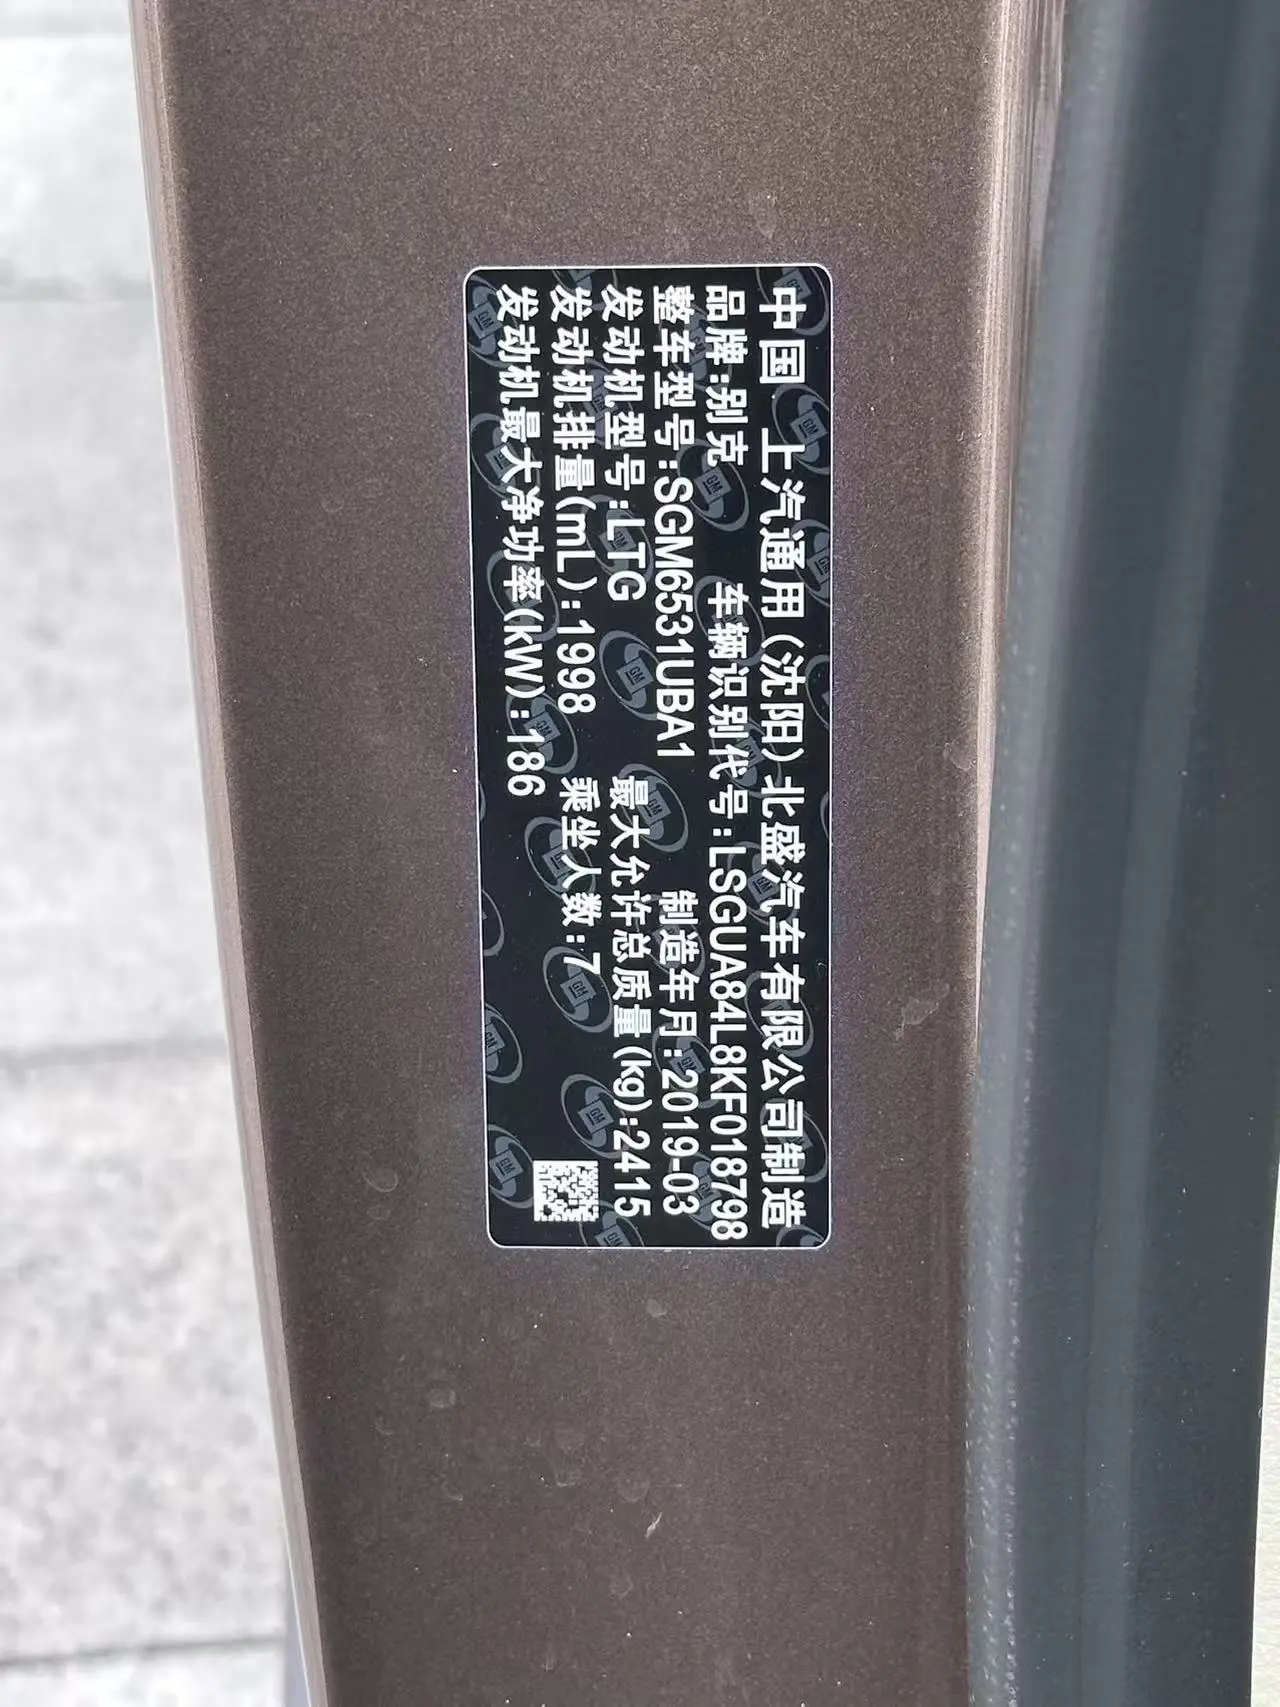 中国 上汽通用(沈阳)北盛汽车有限公司制造
品牌:别克 车辆识别代号:LSGUA84L8KF018798
整车型号:SGM6531UBA1 制造年月:2019-03
发动机型号:LTG 最大允许总质量(kg):2415
发动机排量(mL):1998 乘坐人数:7
发动机最大净功率(kW):186